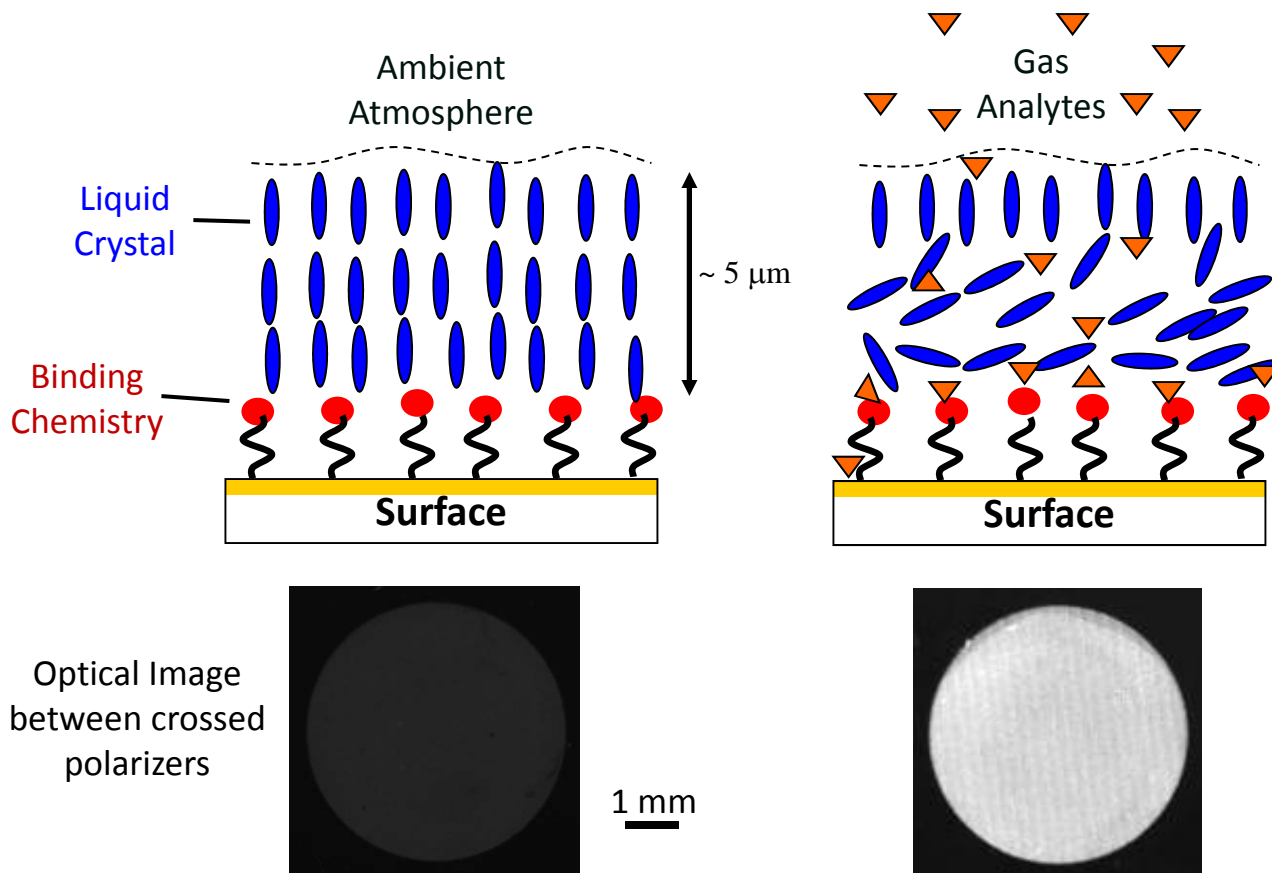 Ambient
Atmosphere
Gas
Analytes
Liquid
Crystal
~ 5 μm
Binding
Chemistry
Surface
Surface
Optical Image
between crossed
polarizers
1 mm